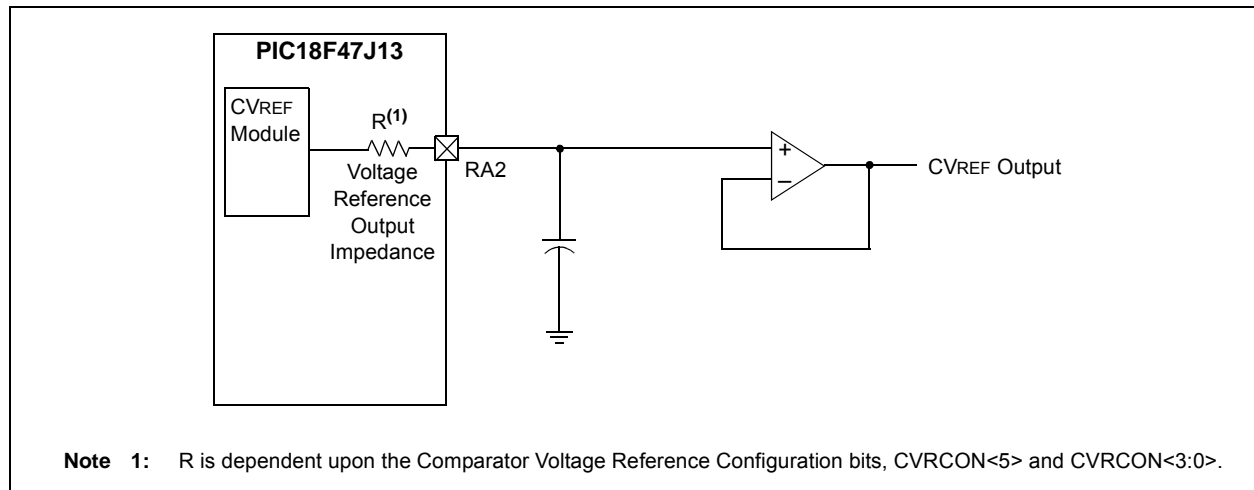 PIC18F47J13
CVREF
Module
R(1)
Voltage
Reference
Output
Impedance
RA2
+
–
CVREF Output
Note 1: R is dependent upon the Comparator Voltage Reference Configuration bits, CVRCON<5> and CVRCON<3:0>.